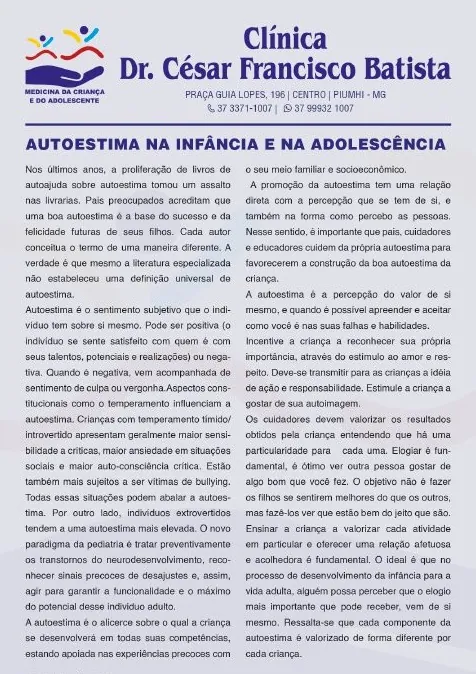 MEDICINA DA CRIANÇA
E DO ADOLESCENTE
Clínica
Dr. César Francisco Batista
PRAÇA GUIA LOPES, 196 | CENTRO | PIUMHI - MG
37 3371-1007 | 37 99932 1007
AUTOESTIMA NA INFÂNCIA E NA ADOLESCÊNCIA
Nos últimos anos, a proliferação de livros de
autoajuda sobre autoestima tomou um assalto
nas livrarias. Pais preocupados acreditam que
uma boa autoestima é a base do sucesso e da
felicidade futuras de seus filhos. Cada autor
conceitua o termo de uma maneira diferente. A
verdade é que mesmo a literatura especializada
não estabeleceu uma definição universal de
autoestima.
Autoestima é o sentimento subjetivo que o indi-
víduo tem sobre si mesmo. Pode ser positiva (o
indivíduo se sente satisfeito com quem é com
seus talentos, potenciais e realizações) ou nega-
tiva. Quando é negativa, vem acompanhada de
sentimento de culpa ou vergonha.Aspectos cons-
titucionais como o temperamento influenciam a
autoestima. Crianças com temperamento tímido/
introvertido apresentam geralmente maior sensi-
bilidade a críticas, maior ansiedade em situações
sociais e maior auto-consciência crítica. Estão
também mais sujeitos a ser vítimas de bullying.
Todas essas situações podem abalar a autoes-
tima. Por outro lado, indivíduos extrovertidos
tendem a uma autoestima mais elevada. O novo
paradigma da pediatria é tratar preventivamente
os transtornos do neurodesenvolvimento, reco-
nhecer sinais precoces de desajustes e, assim,
agir para garantir a funcionalidade e o máximo
do potencial desse indivíduo adulto.
A autoestima é o alicerce sobre o qual a criança
se desenvolverá em todas suas competências,
estando apoiada nas experiências precoces com
o seu meio familiar e socioeconômico.
A promoção da autoestima tem uma relação
direta com a percepção que se tem de si, e
também na forma como percebo as pessoas.
Nesse sentido, é importante que pais, cuidadores
e educadores cuidem da própria autoestima para
favorecerem a construção da boa autoestima da
criança.
A autoestima é a percepção do valor de si
mesmo, e quando é possível apreender e aceitar
como você é nas suas falhas e habilidades.
Incentive a criança a reconhecer sua própria
importância, através do estímulo ao amor e res-
peito. Deve-se transmitir para as crianças a idéia
de ação e responsabilidade. Estimule a criança a
gostar de sua autoimagem.
Os cuidadores devem valorizar os resultados
obtidos pela criança entendendo que há uma
particularidade para cada uma. Elogiar é fun-
damental, é ótimo ver outra pessoa gostar de
algo bom que você fez. O objetivo não é fazer
os filhos se sentirem melhores do que os outros,
mas fazê-los ver que estão bem do jeito que são.
Ensinar a criança a valorizar cada atividade
em particular e oferecer uma relação afetuosa
e acolhedora é fundamental. O ideal é que no
processo de desenvolvimento da infância para a
vida adulta, alguém possa perceber que o elogio
mais importante que pode receber, vem de si
mesmo. Ressalta-se que cada componente da
autoestima é valorizado de forma diferente por
cada criança.